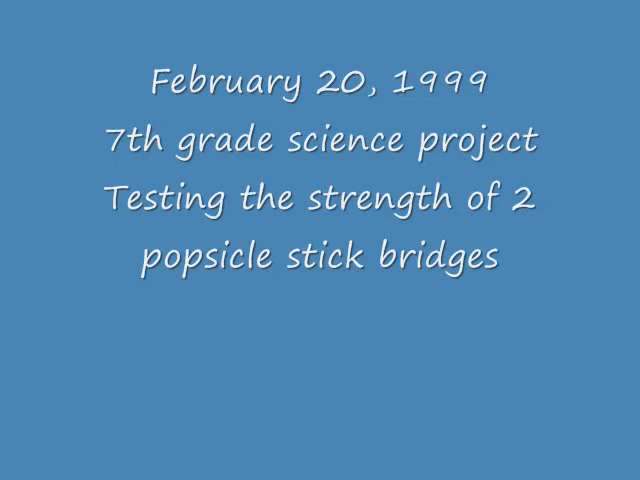 February 20, 1999
7th grade science project
Testing the strength of 2
popsicle stick bridges